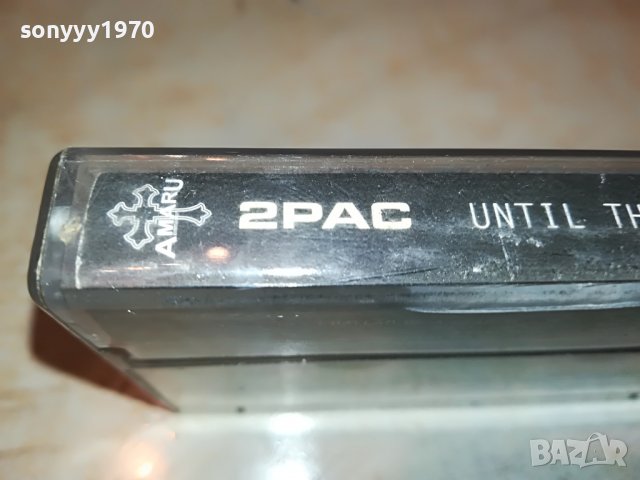 sonyyy1970
AMARU
2PAC UNTIL TH
BAZAR